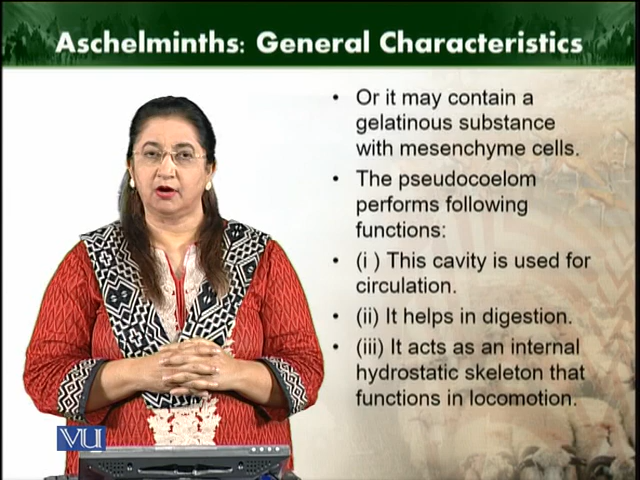 Aschelminths: General Characteristics
• Or it may contain a
gelatinous substance
with mesenchyme cells.
• The pseudocoelom
performs following
functions:
• (i ) This cavity is used for
circulation.
• (ii) It helps in digestion.
• (iii) It acts as an internal
hydrostatic skeleton that
functions in locomotion.
VU